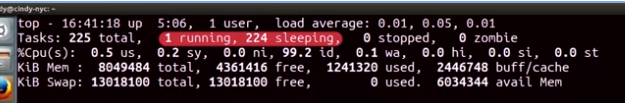 dy@cindy-nyc: ~
top - 16:41:18 up  5:06,  1 user,  load average: 0.01, 0.05, 0.01
Tasks: 225 total,   1 running, 224 sleeping,   0 stopped,   0 zombie
%Cpu(s):  0.5 us,  0.2 sy,  0.0 ni, 99.2 id,  0.1 wa,  0.0 hi,  0.0 si,  0.0 st
KiB Mem :  8049484 total,  4361416 free,  1241320 used,  2446748 buff/cache
KiB Swap: 13018100 total, 13018100 free,        0 used.  6034344 avail Mem